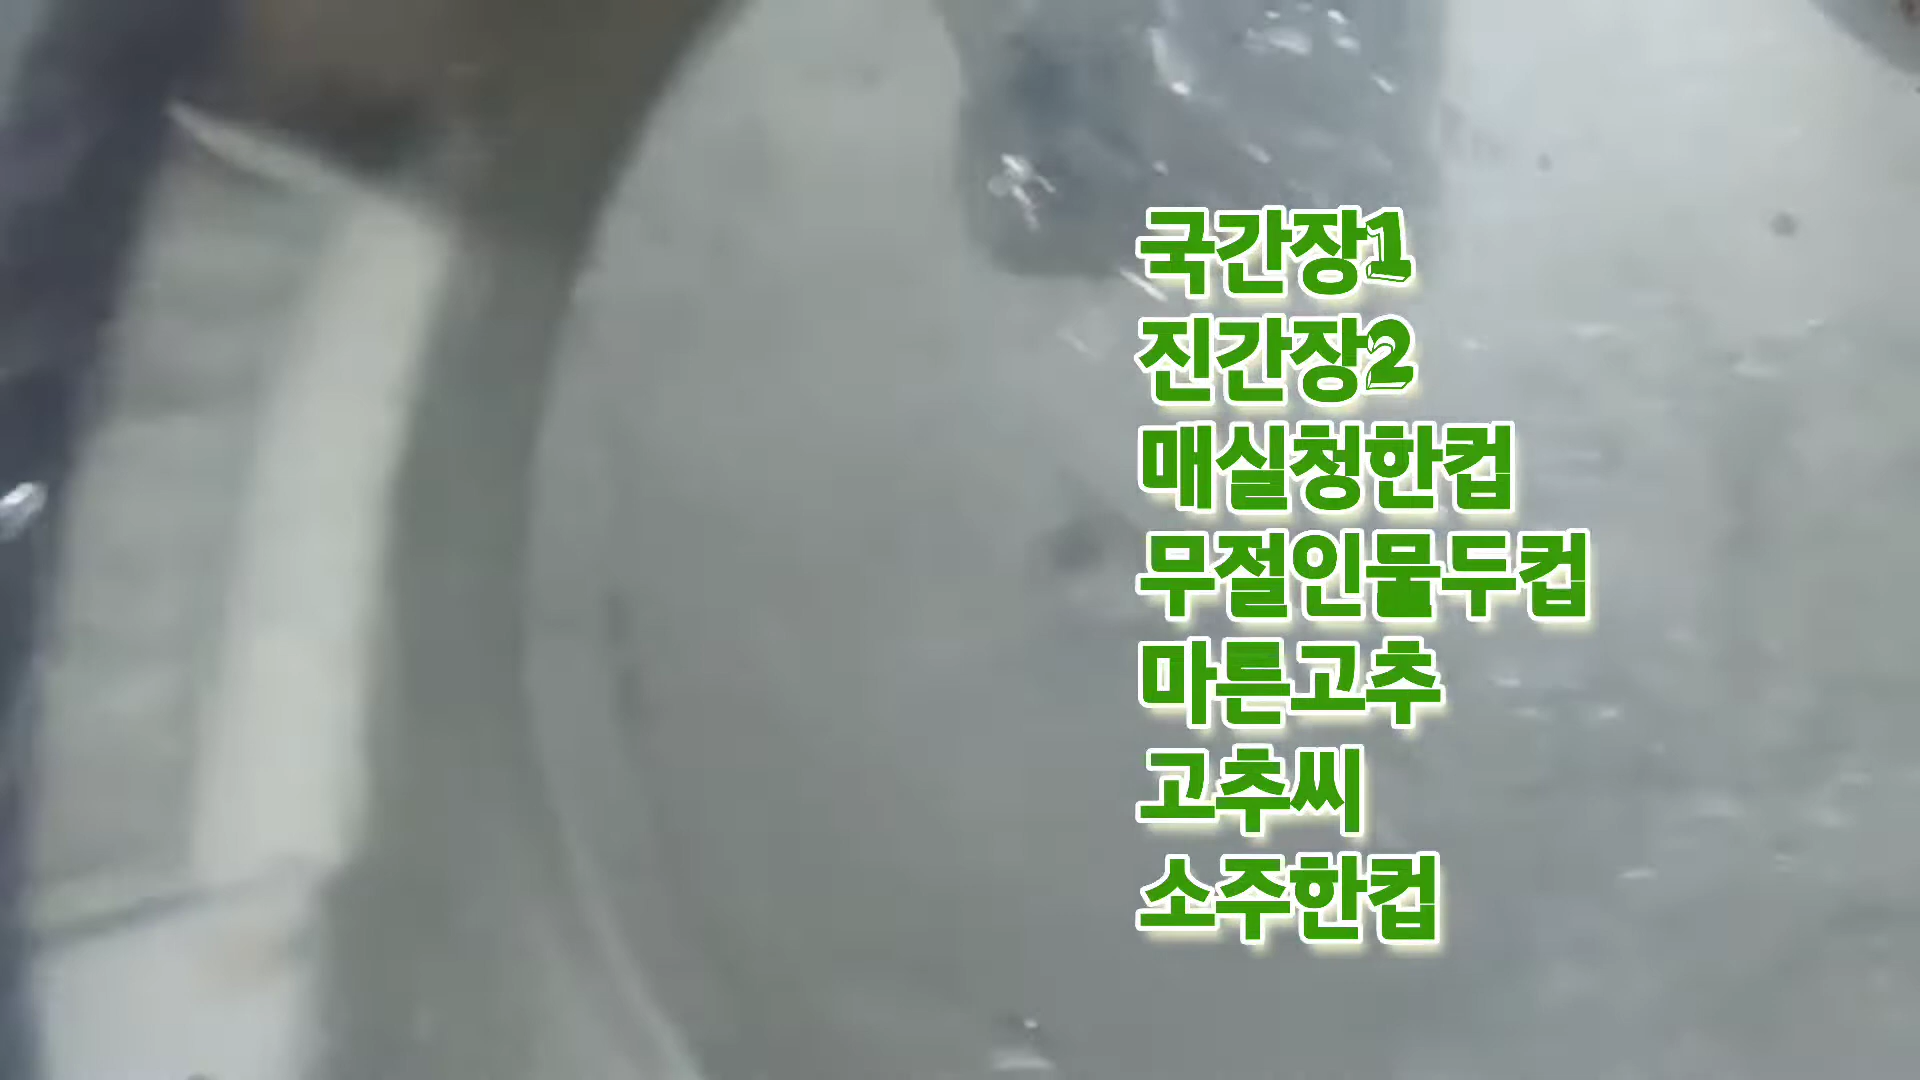 국간장1
진간장2
매실청한컵
무절인물두컵
마른고추
고추씨
소주한컵